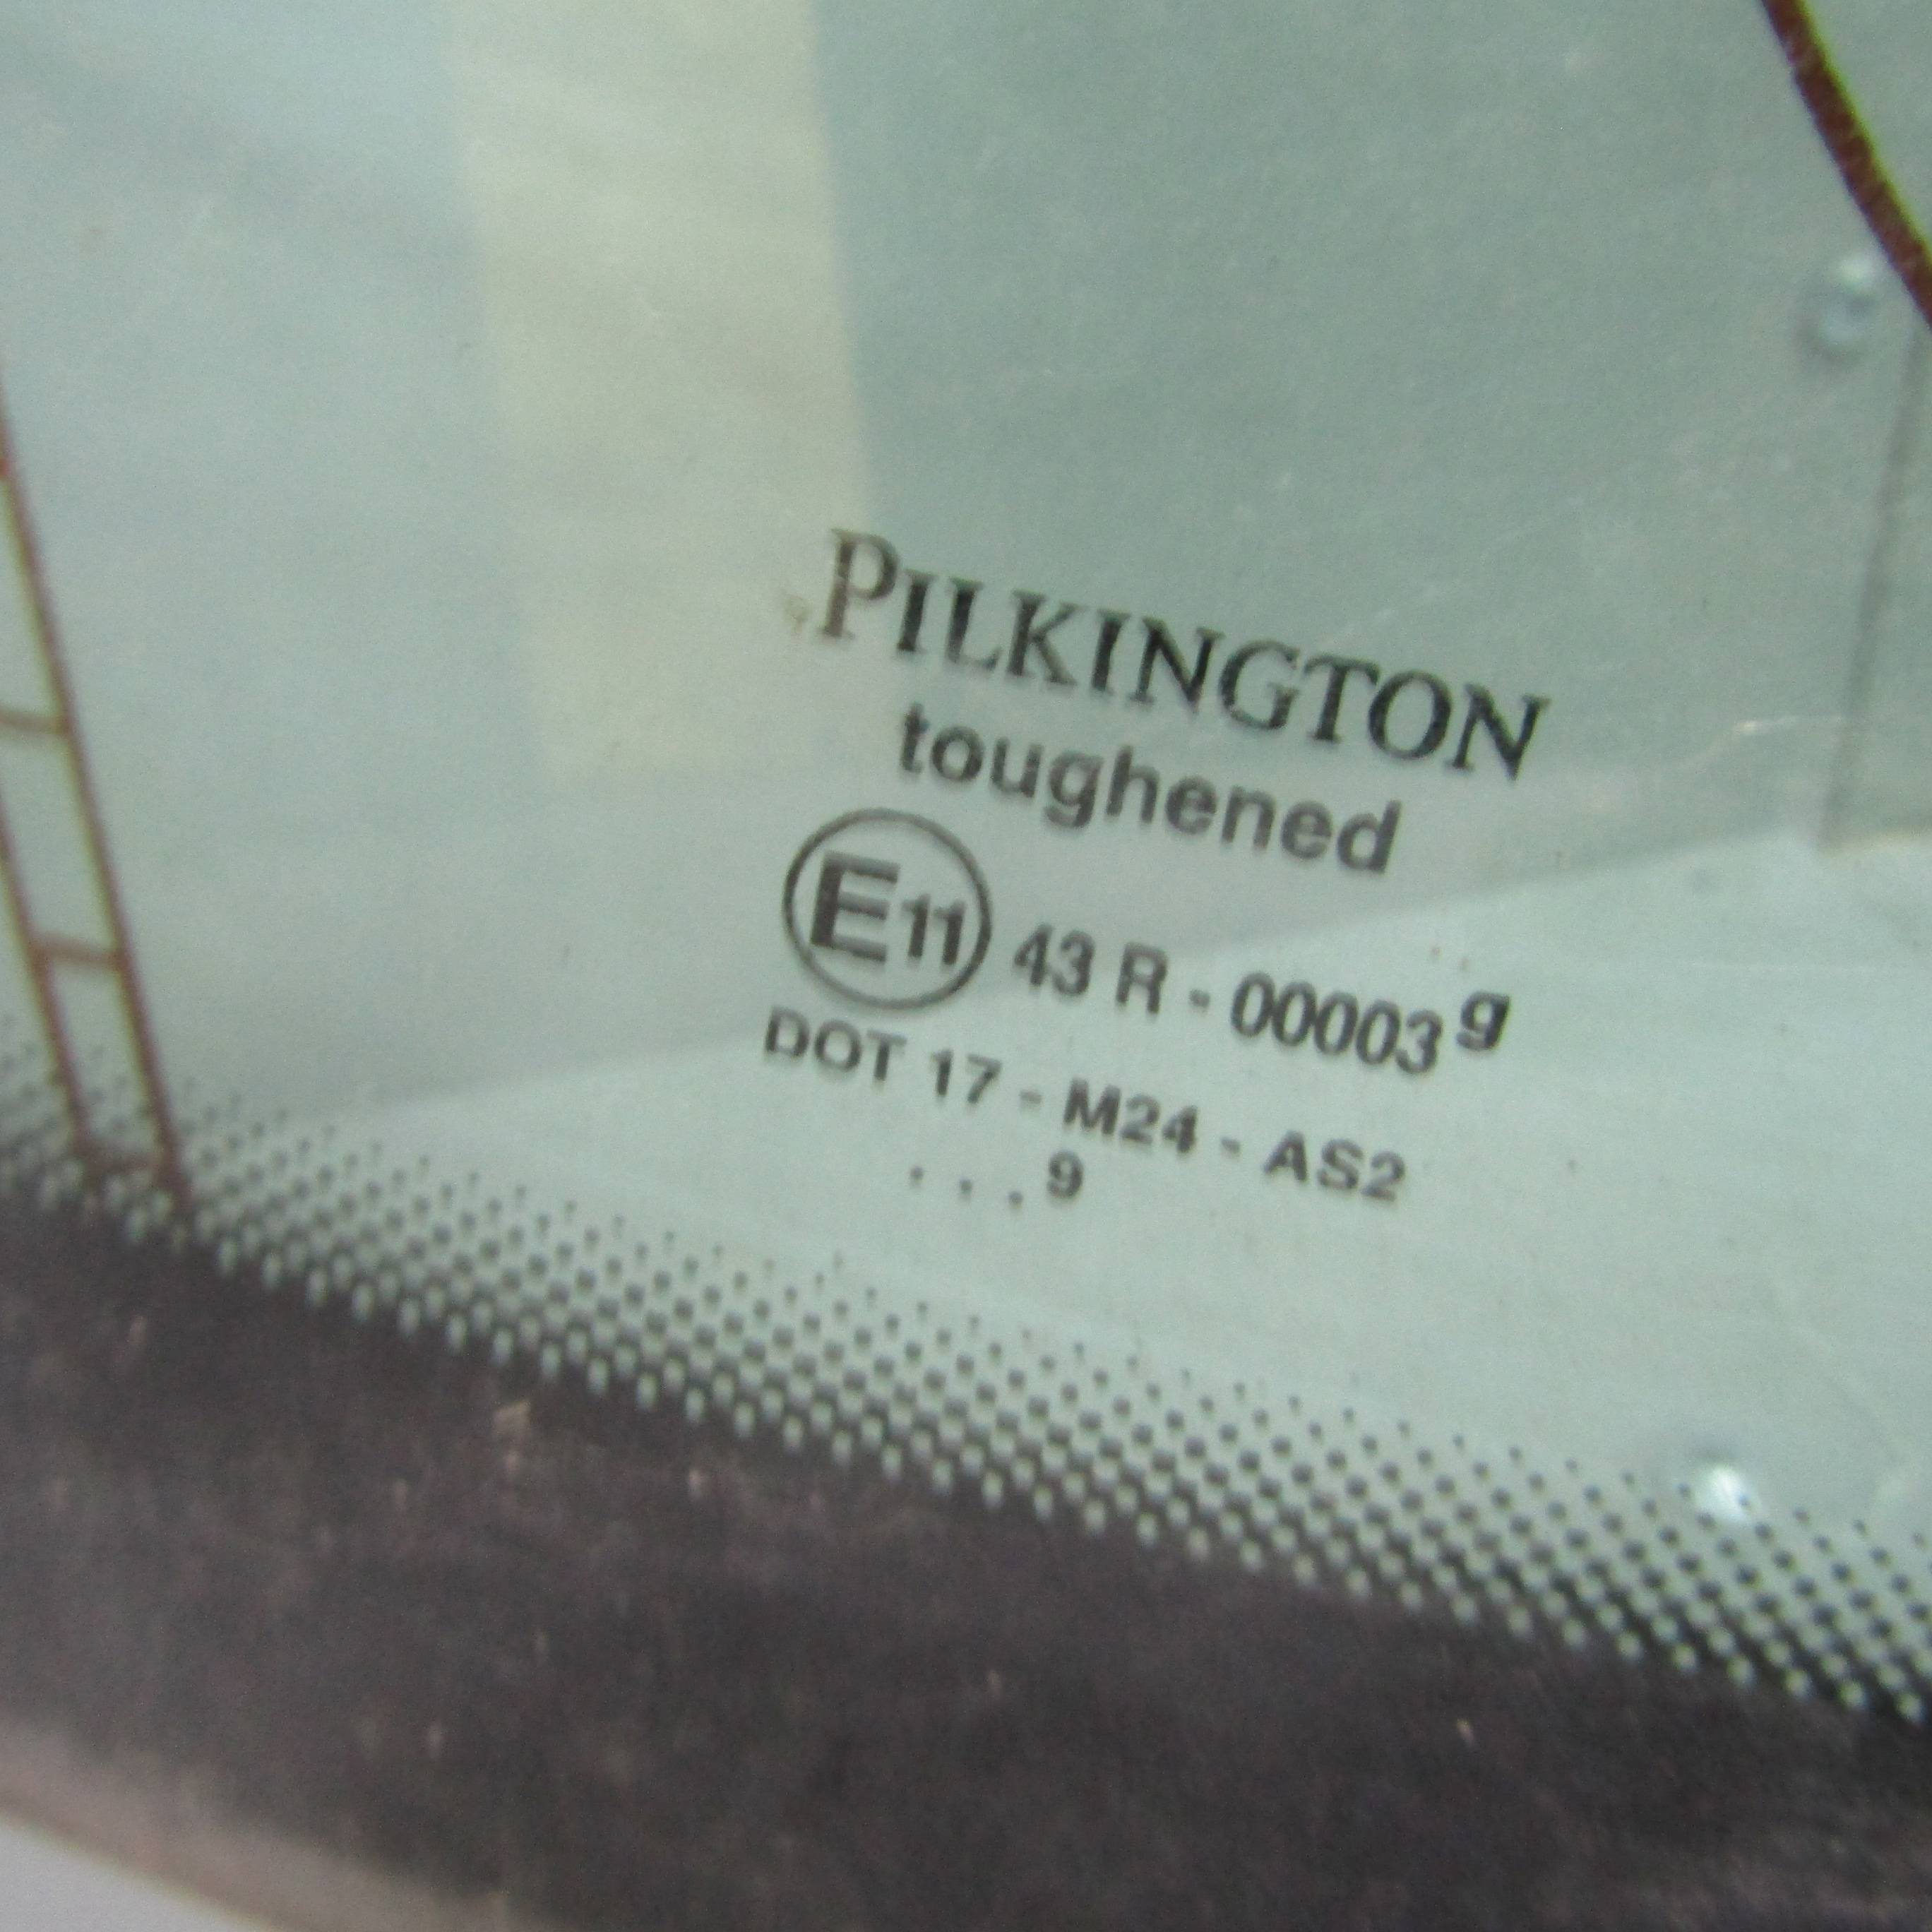 PILKINGTON
toughened
E11 43 R - 00003 g
DOT 17 - M24 - AS2
. . . 9